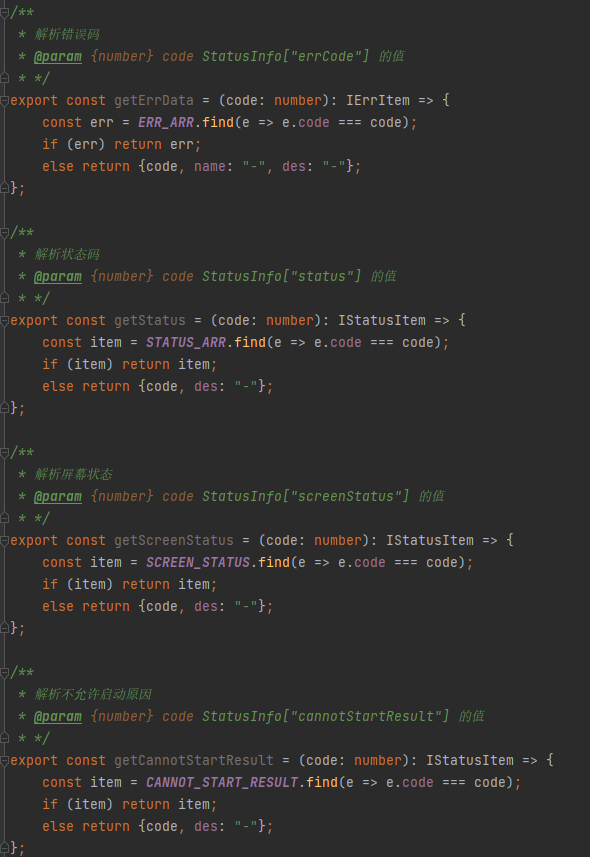 /**
 * 解析错误码
 * @param {number} code StatusInfo["errCode"] 的值
 * */
export const getErrData = (code: number): IErrItem => {
    const err = ERR_ARR.find(e => e.code === code);
    if (err) return err;
    else return {code, name: "-", des: "-"};
};

/**
 * 解析状态码
 * @param {number} code StatusInfo["status"] 的值
 * */
export const getStatus = (code: number): IStatusItem => {
    const item = STATUS_ARR.find(e => e.code === code);
    if (item) return item;
    else return {code, des: "-"};
};

/**
 * 解析屏幕状态
 * @param {number} code StatusInfo["screenStatus"] 的值
 * */
export const getScreenStatus = (code: number): IStatusItem => {
    const item = SCREEN_STATUS.find(e => e.code === code);
    if (item) return item;
    else return {code, des: "-"};
};

/**
 * 解析不允许启动原因
 * @param {number} code StatusInfo["cannotStartResult"] 的值
 * */
export const getCannotStartResult = (code: number): IStatusItem => {
    const item = CANNOT_START_RESULT.find(e => e.code === code);
    if (item) return item;
    else return {code, des: "-"};
};